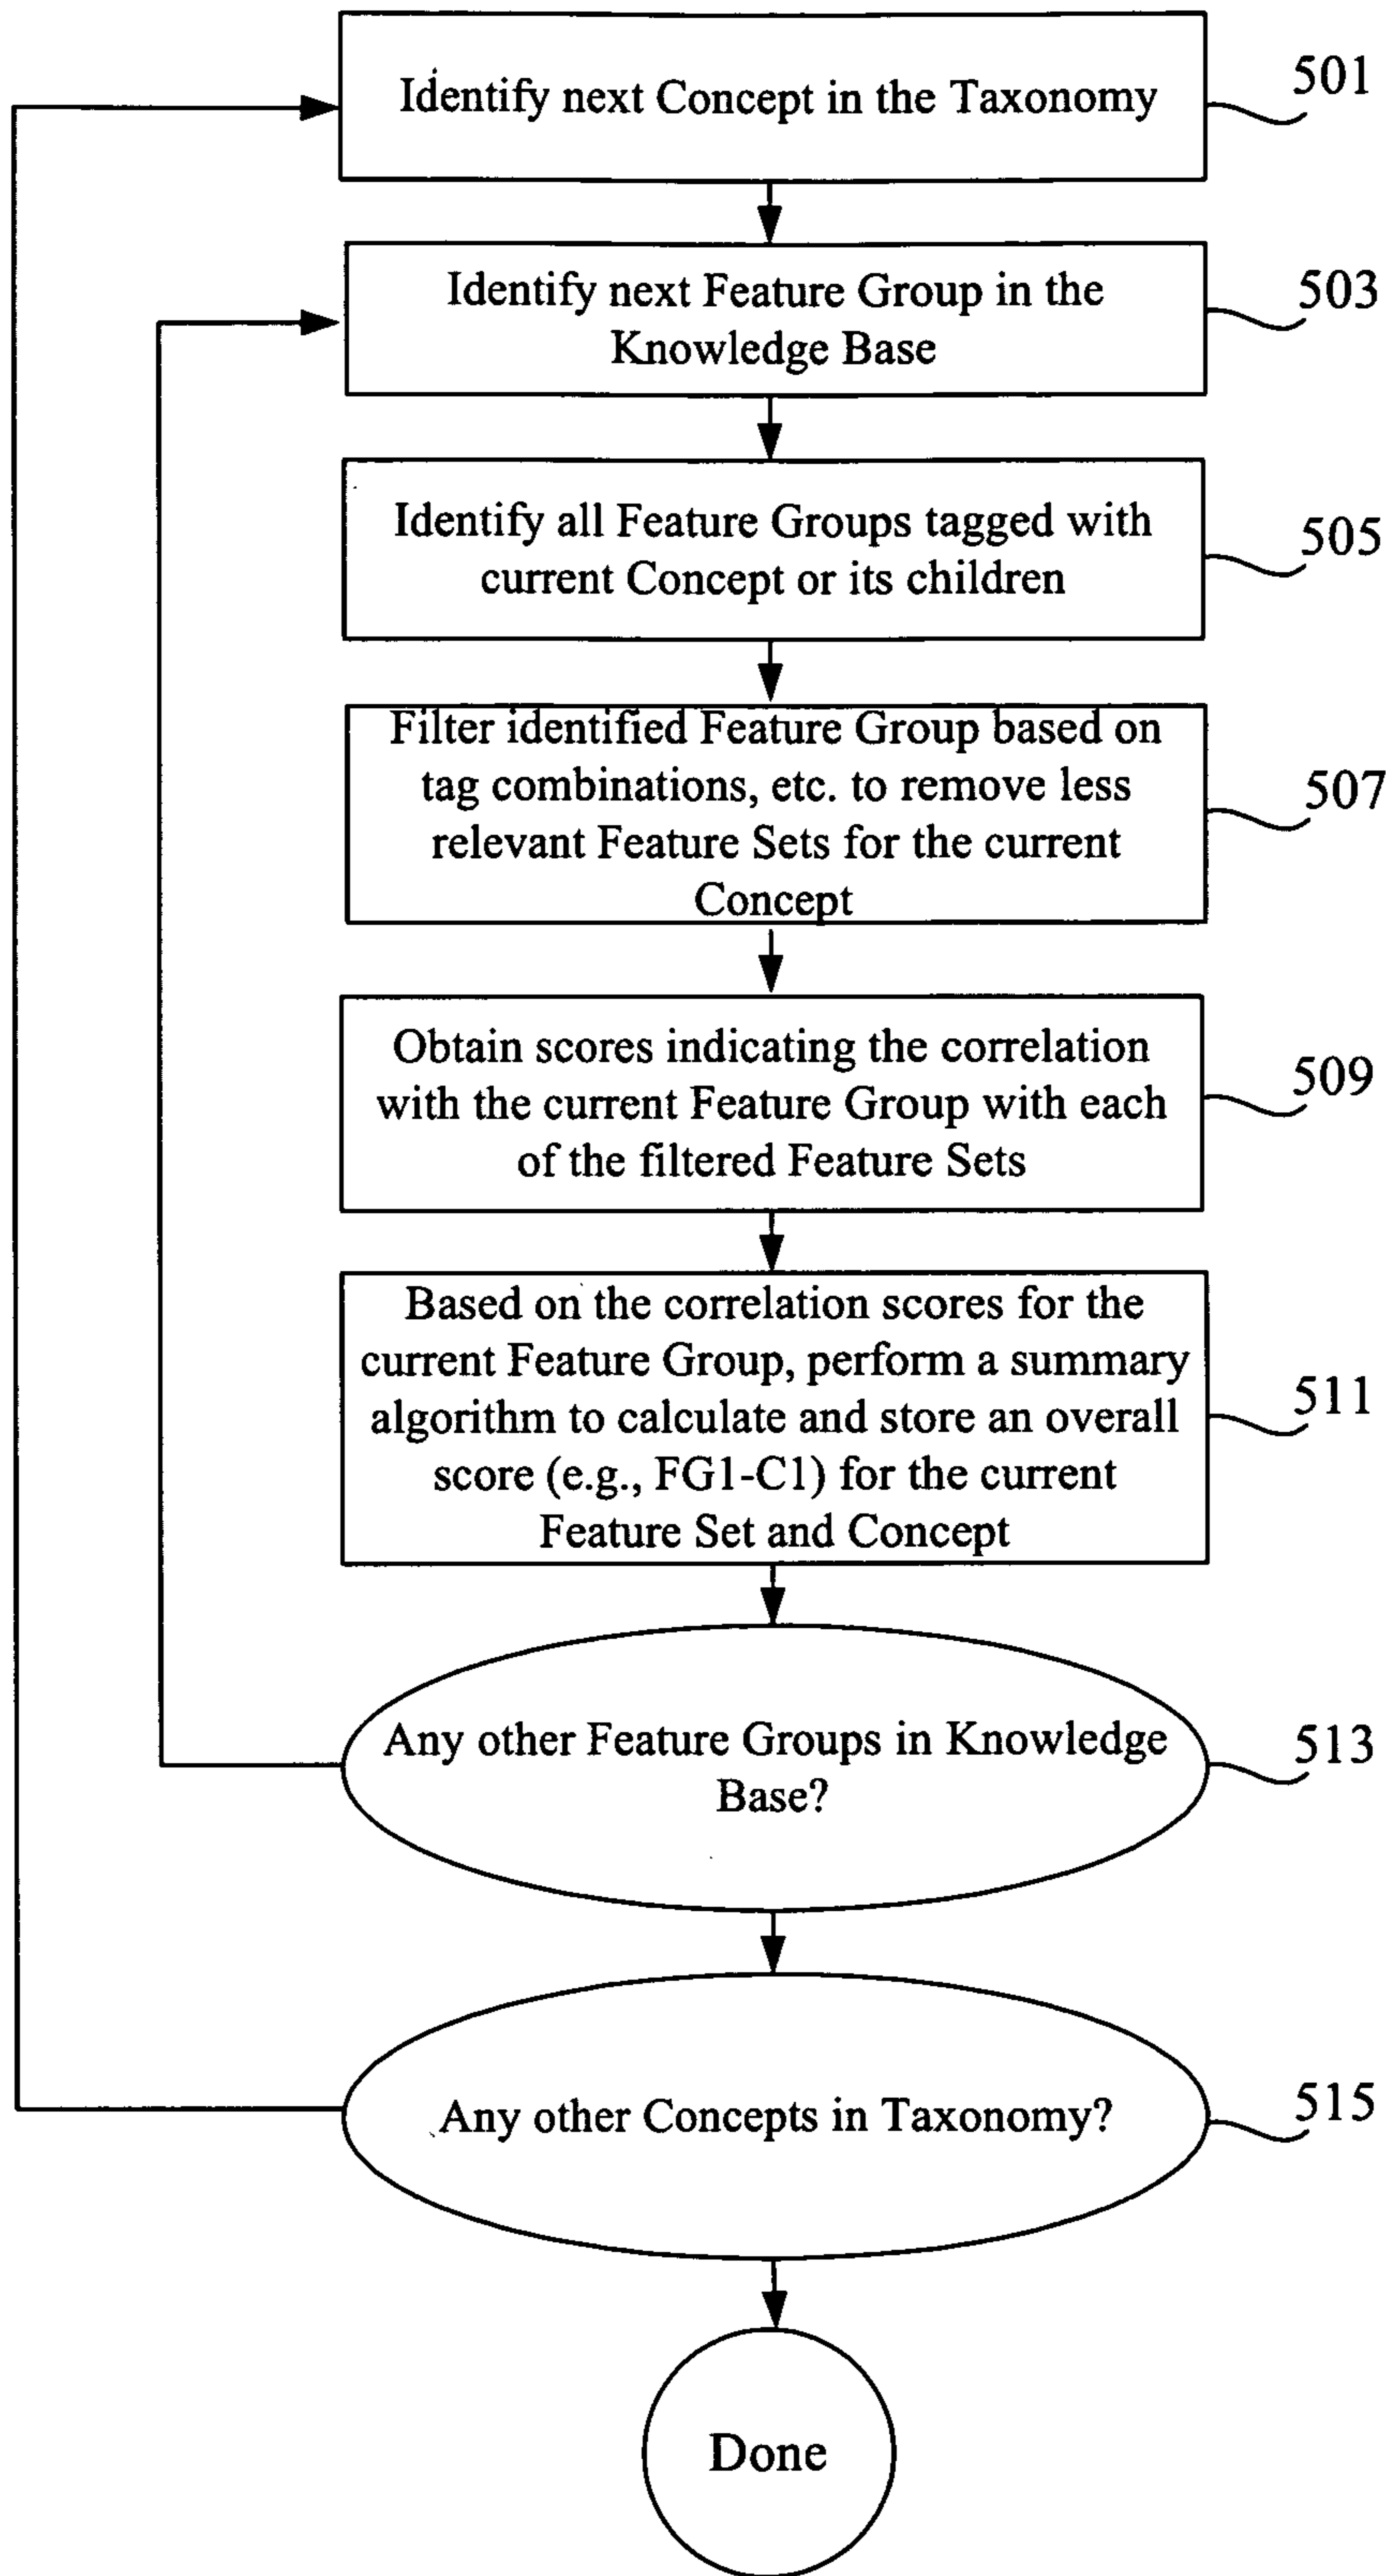 Identify next Concept in the Taxonomy
501
Identify next Feature Group in the
Knowledge Base
503
Identify all Feature Groups tagged with
current Concept or its children
505
Filter identified Feature Group based on
tag combinations, etc. to remove less
relevant Feature Sets for the current
Concept
507
Obtain scores indicating the correlation
with the current Feature Group with each
of the filtered Feature Sets
509
Based on the correlation scores for the
current Feature Group, perform a summary
algorithm to calculate and store an overall
score (e.g., FG1-C1) for the current
Feature Set and Concept
511
Any other Feature Groups in Knowledge
Base?
513
Any other Concepts in Taxonomy?
515
Done